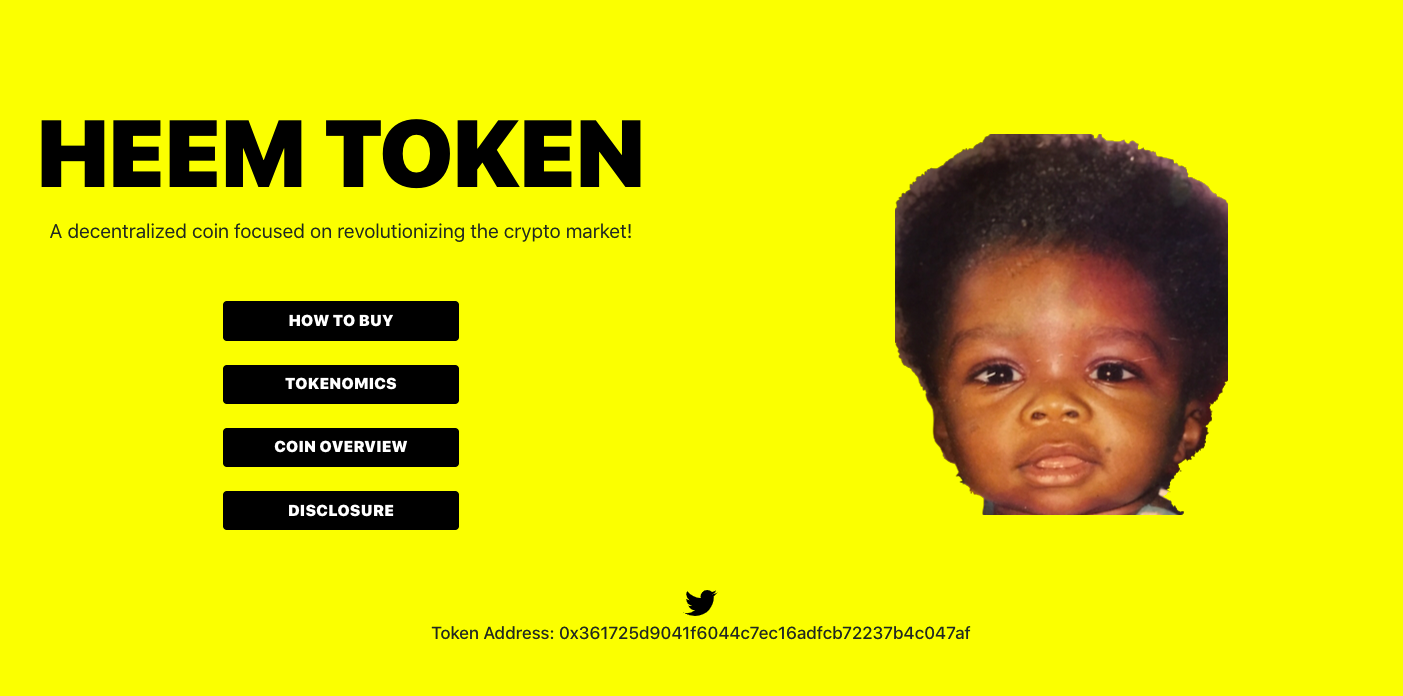 HEEM TOKEN
A decentralized coin focused on revolutionizing the crypto market!
HOW TO BUY
TOKENOMICS
COIN OVERVIEW
DISCLOSURE
Token Address: 0x361725d9041f6044c7ec16adfcb72237b4c047af